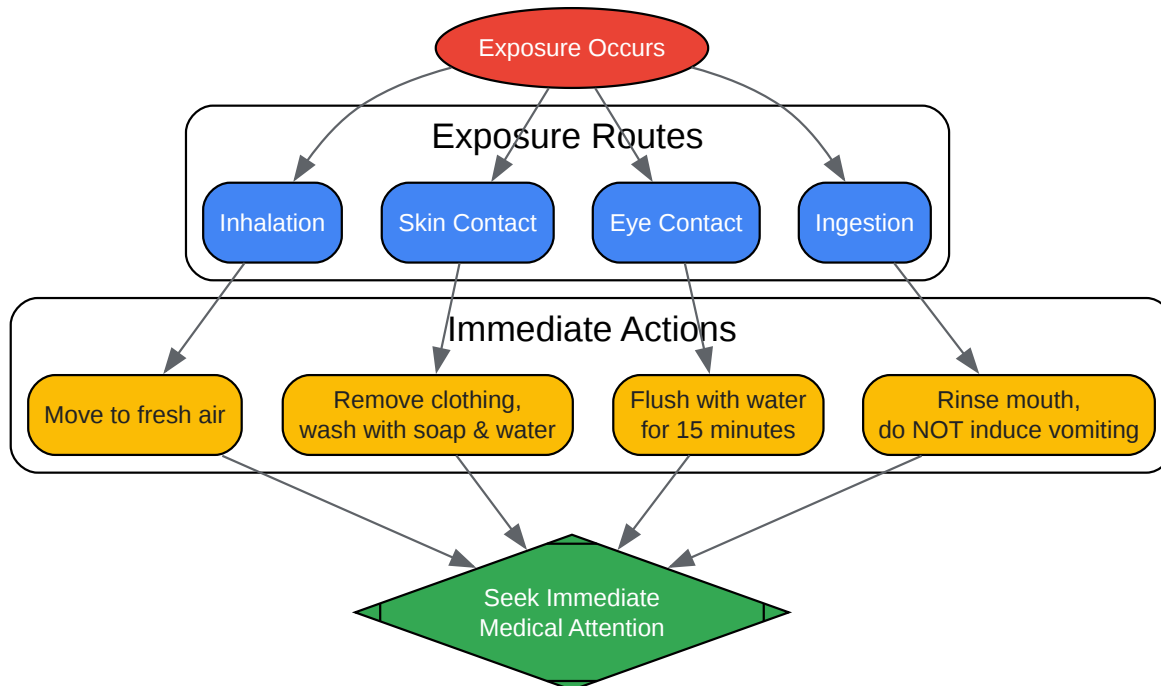 Exposure Occurs
Exposure Routes
Inhalation
Skin Contact
Eye Contact
Ingestion
Immediate Actions
Move to fresh air
Remove clothing,
wash with soap & water
Flush with water
for 15 minutes
Rinse mouth,
do NOT induce vomiting
Seek Immediate
Medical Attention